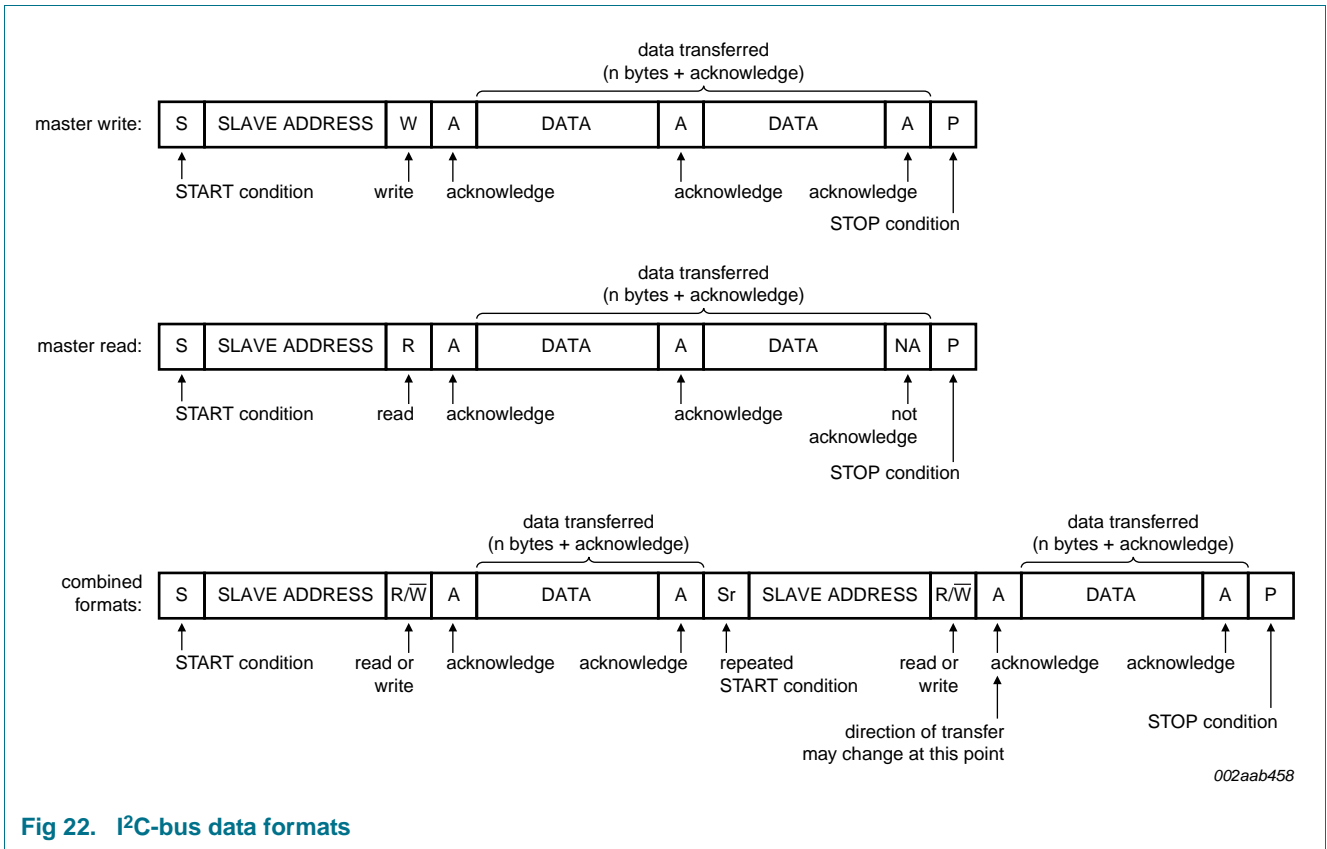 data transferred
(n bytes + acknowledge)
master write: S SLAVE ADDRESS W A DATA A DATA A P
START condition write acknowledge acknowledge acknowledge
STOP condition
data transferred
(n bytes + acknowledge)
master read: S SLAVE ADDRESS R A DATA A DATA NA P
START condition read acknowledge acknowledge not
acknowledge
STOP condition
data transferred data transferred
(n bytes + acknowledge) (n bytes + acknowledge)
combined
formats: S SLAVE ADDRESS R/W̅ A DATA A Sr SLAVE ADDRESS R/W̅ A DATA A P
START condition read or acknowledge acknowledge repeated read or acknowledge acknowledge
write START condition write
STOP condition
direction of transfer
may change at this point
002aab458
Fig 22. I²C-bus data formats